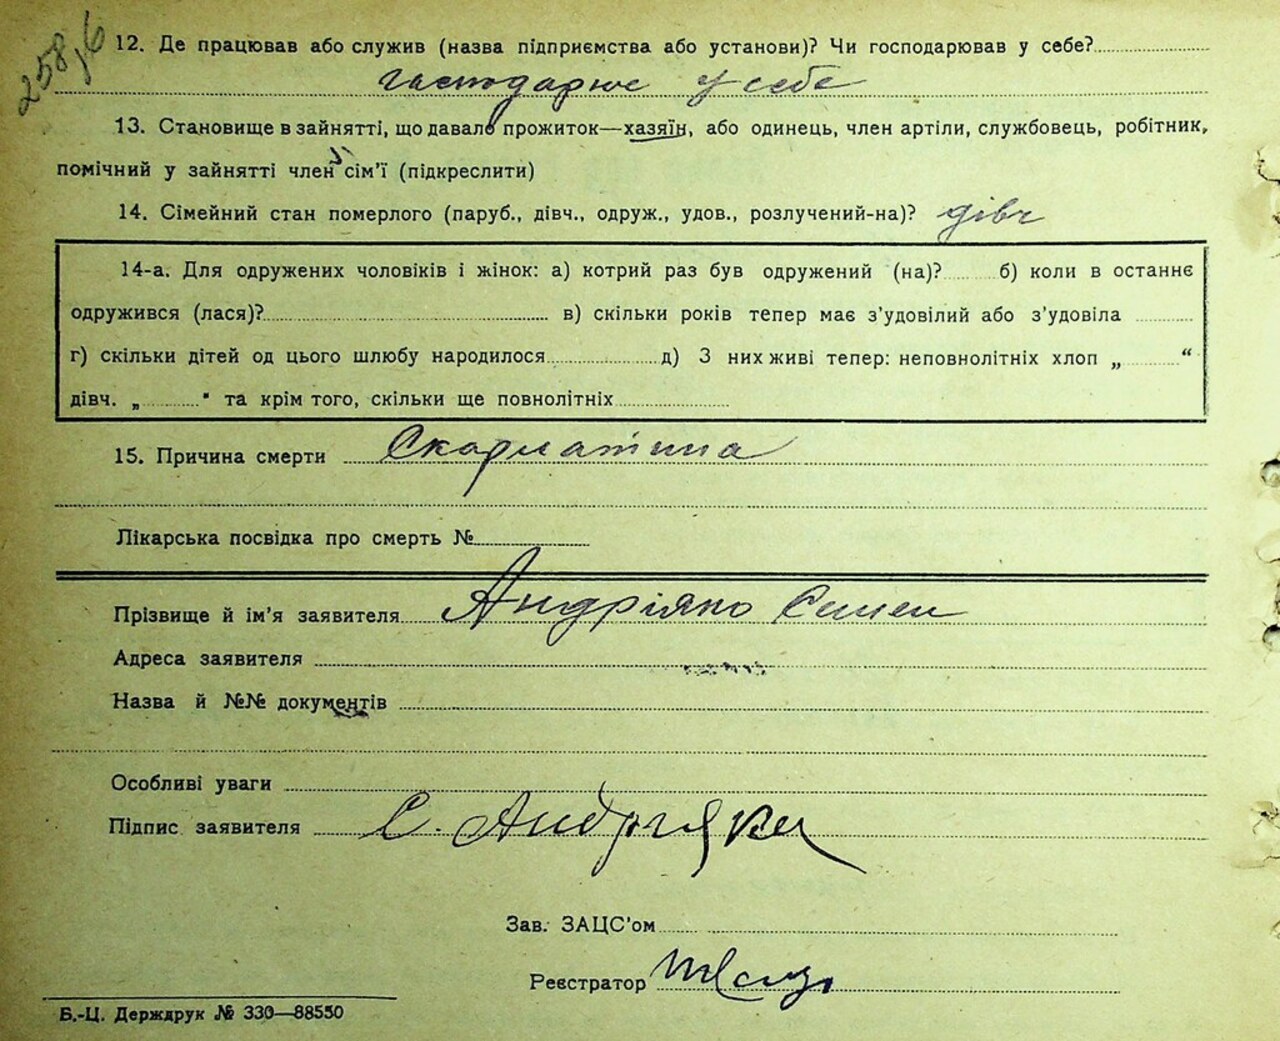 258,б
12. Де працював або служив (назва підприємства або установи)? Чи господарював у себе?
господарює у себе
13. Становище в зайнятті, що давало прожиток—хазяїн, або одинець, член артіли, службовець, робітник,
помічний у зайнятті член сім'ї (підкреслити)
14. Сімейний стан померлого (паруб., дівч., одруж., удов., розлучений-на)? дівч
14-а. Для одружених чоловіків і жінок: а) котрий раз був одружений (на)? б) коли в останнє
одружився (лася)? в) скільки років тепер має з'удовілий або з'удовіла
г) скільки дітей од цього шлюбу народилося д) З них живі тепер: неповнолітніх хлоп „ “
дівч. „ “ та крім того, скільки ще повнолітніх
15. Причина смерти Скарлатина
Лікарська посвідка про смерть №
Прізвище й ім'я заявителя Андріяко Семен
Адреса заявителя
Назва й №№ документів
Особливі уваги
Підпис заявителя С. Андріяка
Зав. ЗАЦС'ом
Реєстратор
Б.-Ц. Держдрук № 330—88550